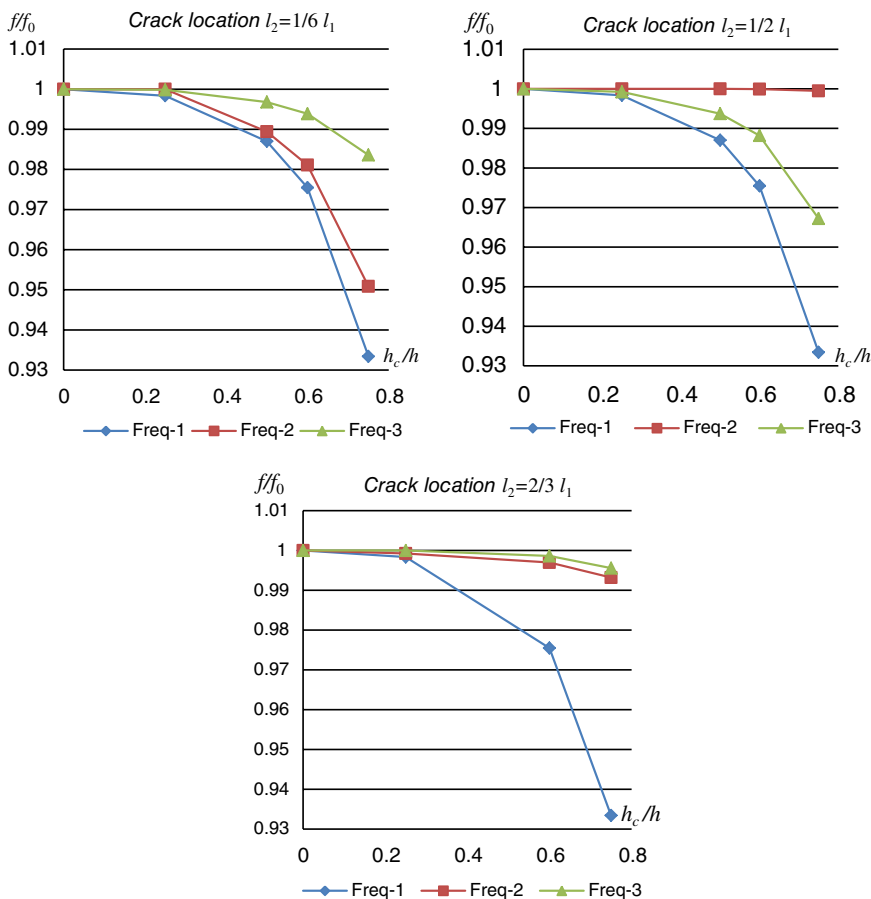 f/f₀ Crack location l₂=1/6 l₁
1.01
1
0.99
0.98
0.97
0.96
0.95
0.94
0.93
h_c/h
0 0.2 0.4 0.6 0.8
Freq-1 Freq-2 Freq-3
f/f₀ Crack location l₂=1/2 l₁
1.01
1
0.99
0.98
0.97
0.96
0.95
0.94
0.93
h_c/h
0 0.2 0.4 0.6 0.8
Freq-1 Freq-2 Freq-3
f/f₀ Crack location l₂=2/3 l₁
1.01
1
0.99
0.98
0.97
0.96
0.95
0.94
0.93
h_c/h
0 0.2 0.4 0.6 0.8
Freq-1 Freq-2 Freq-3